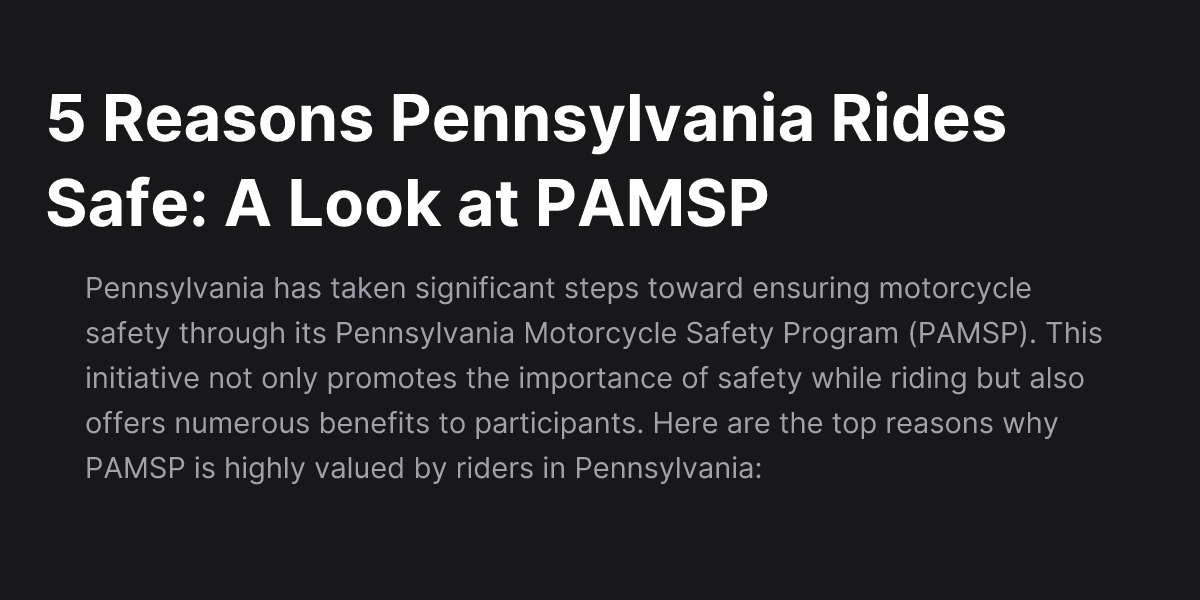 5 Reasons Pennsylvania Rides
Safe: A Look at PAMSP
Pennsylvania has taken significant steps toward ensuring motorcycle
safety through its Pennsylvania Motorcycle Safety Program (PAMSP). This
initiative not only promotes the importance of safety while riding but also
offers numerous benefits to participants. Here are the top reasons why
PAMSP is highly valued by riders in Pennsylvania: